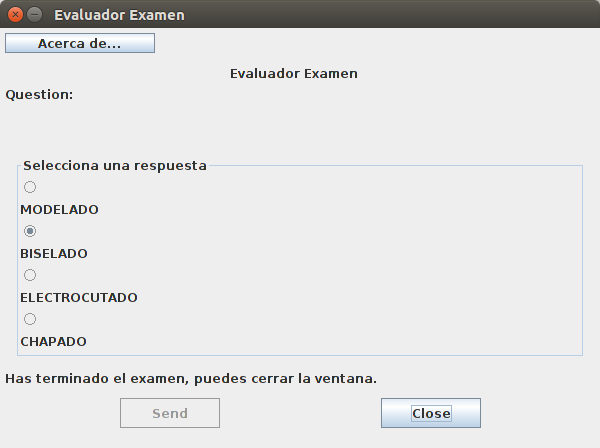 Evaluador Examen
Acerca de...
Evaluador Examen
Question:
Selecciona una respuesta
MODELADO
BISELADO
ELECTROCUTADO
CHAPADO
Has terminado el examen, puedes cerrar la ventana.
Send
Close